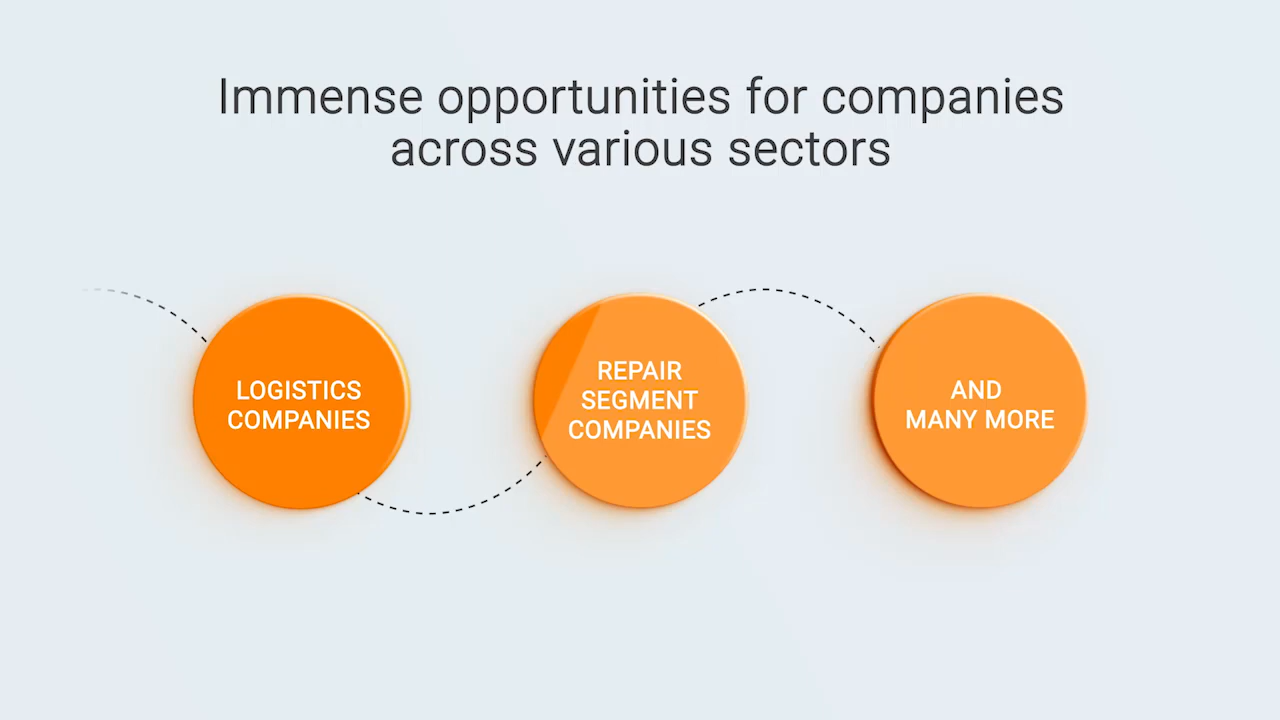 Immense opportunities for companies
across various sectors
LOGISTICS
COMPANIES
REPAIR
SEGMENT
COMPANIES
AND
MANY MORE